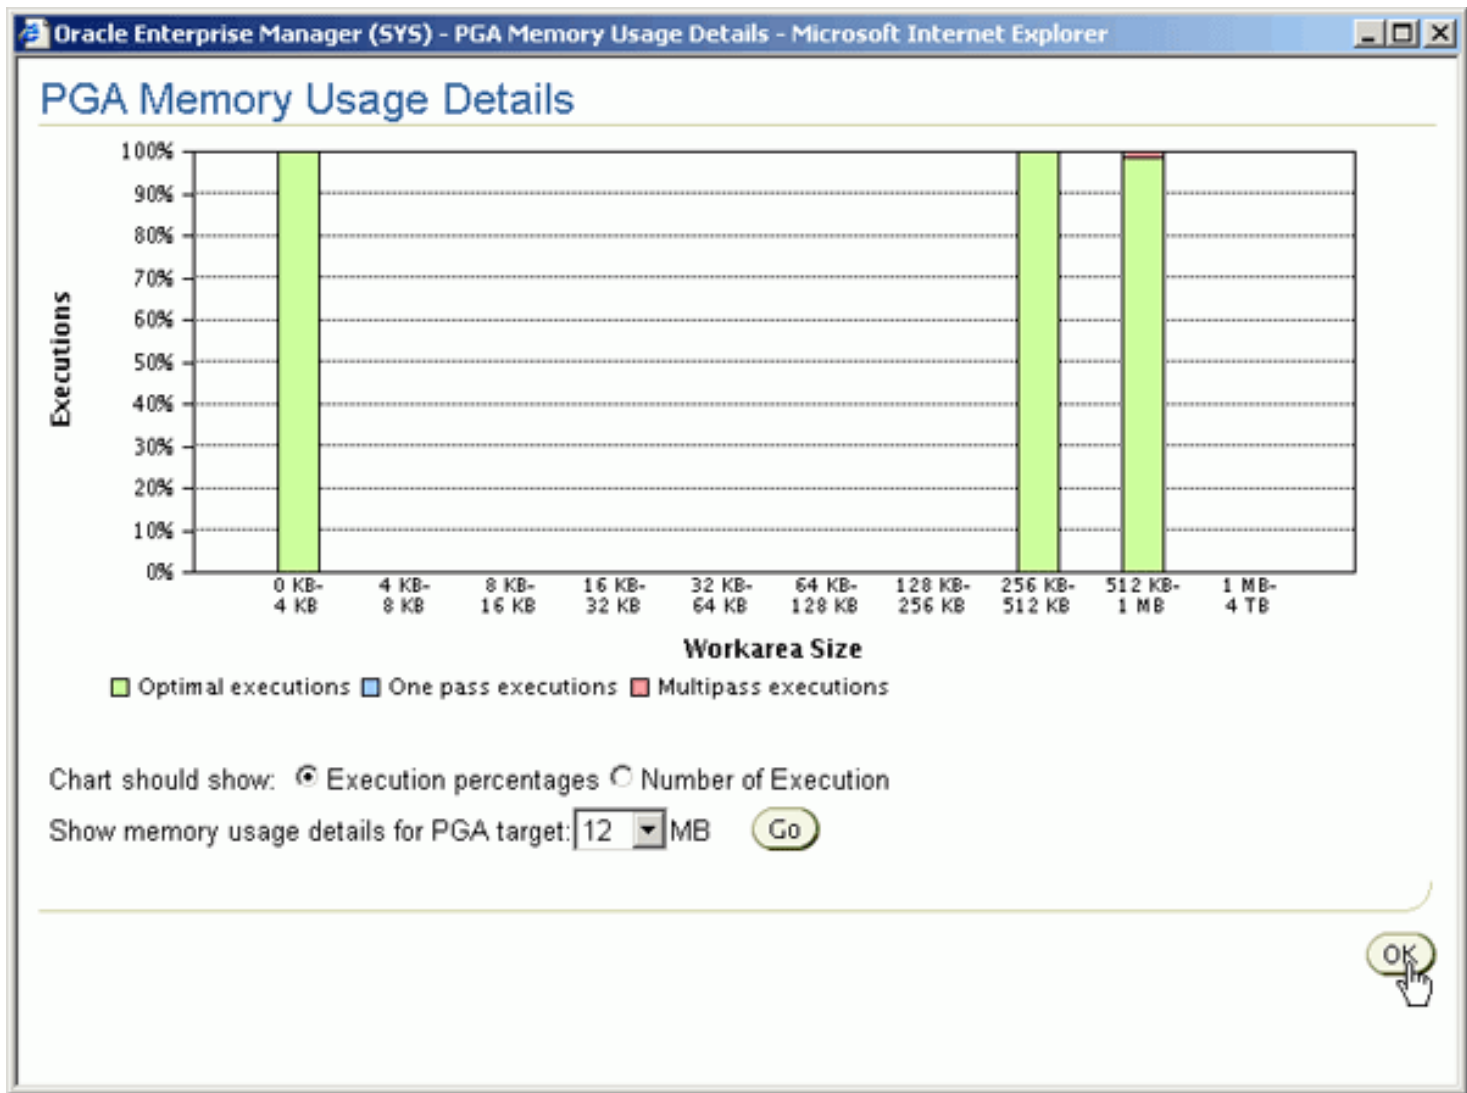 Oracle Enterprise Manager (SYS) - PGA Memory Usage Details - Microsoft Internet Explorer
PGA Memory Usage Details
100%
90%
80%
70%
60%
50%
40%
30%
20%
10%
0%
Executions
0 KB- 4 KB- 8 KB- 16 KB- 32 KB- 64 KB- 128 KB- 256 KB- 512 KB- 1 MB-
4 KB 8 KB 16 KB 32 KB 64 KB 128 KB 256 KB 512 KB 1 MB 4 TB
Workarea Size
Optimal executions One pass executions Multipass executions
Chart should show: Execution percentages Number of Execution
Show memory usage details for PGA target: 12 MB Go
OK